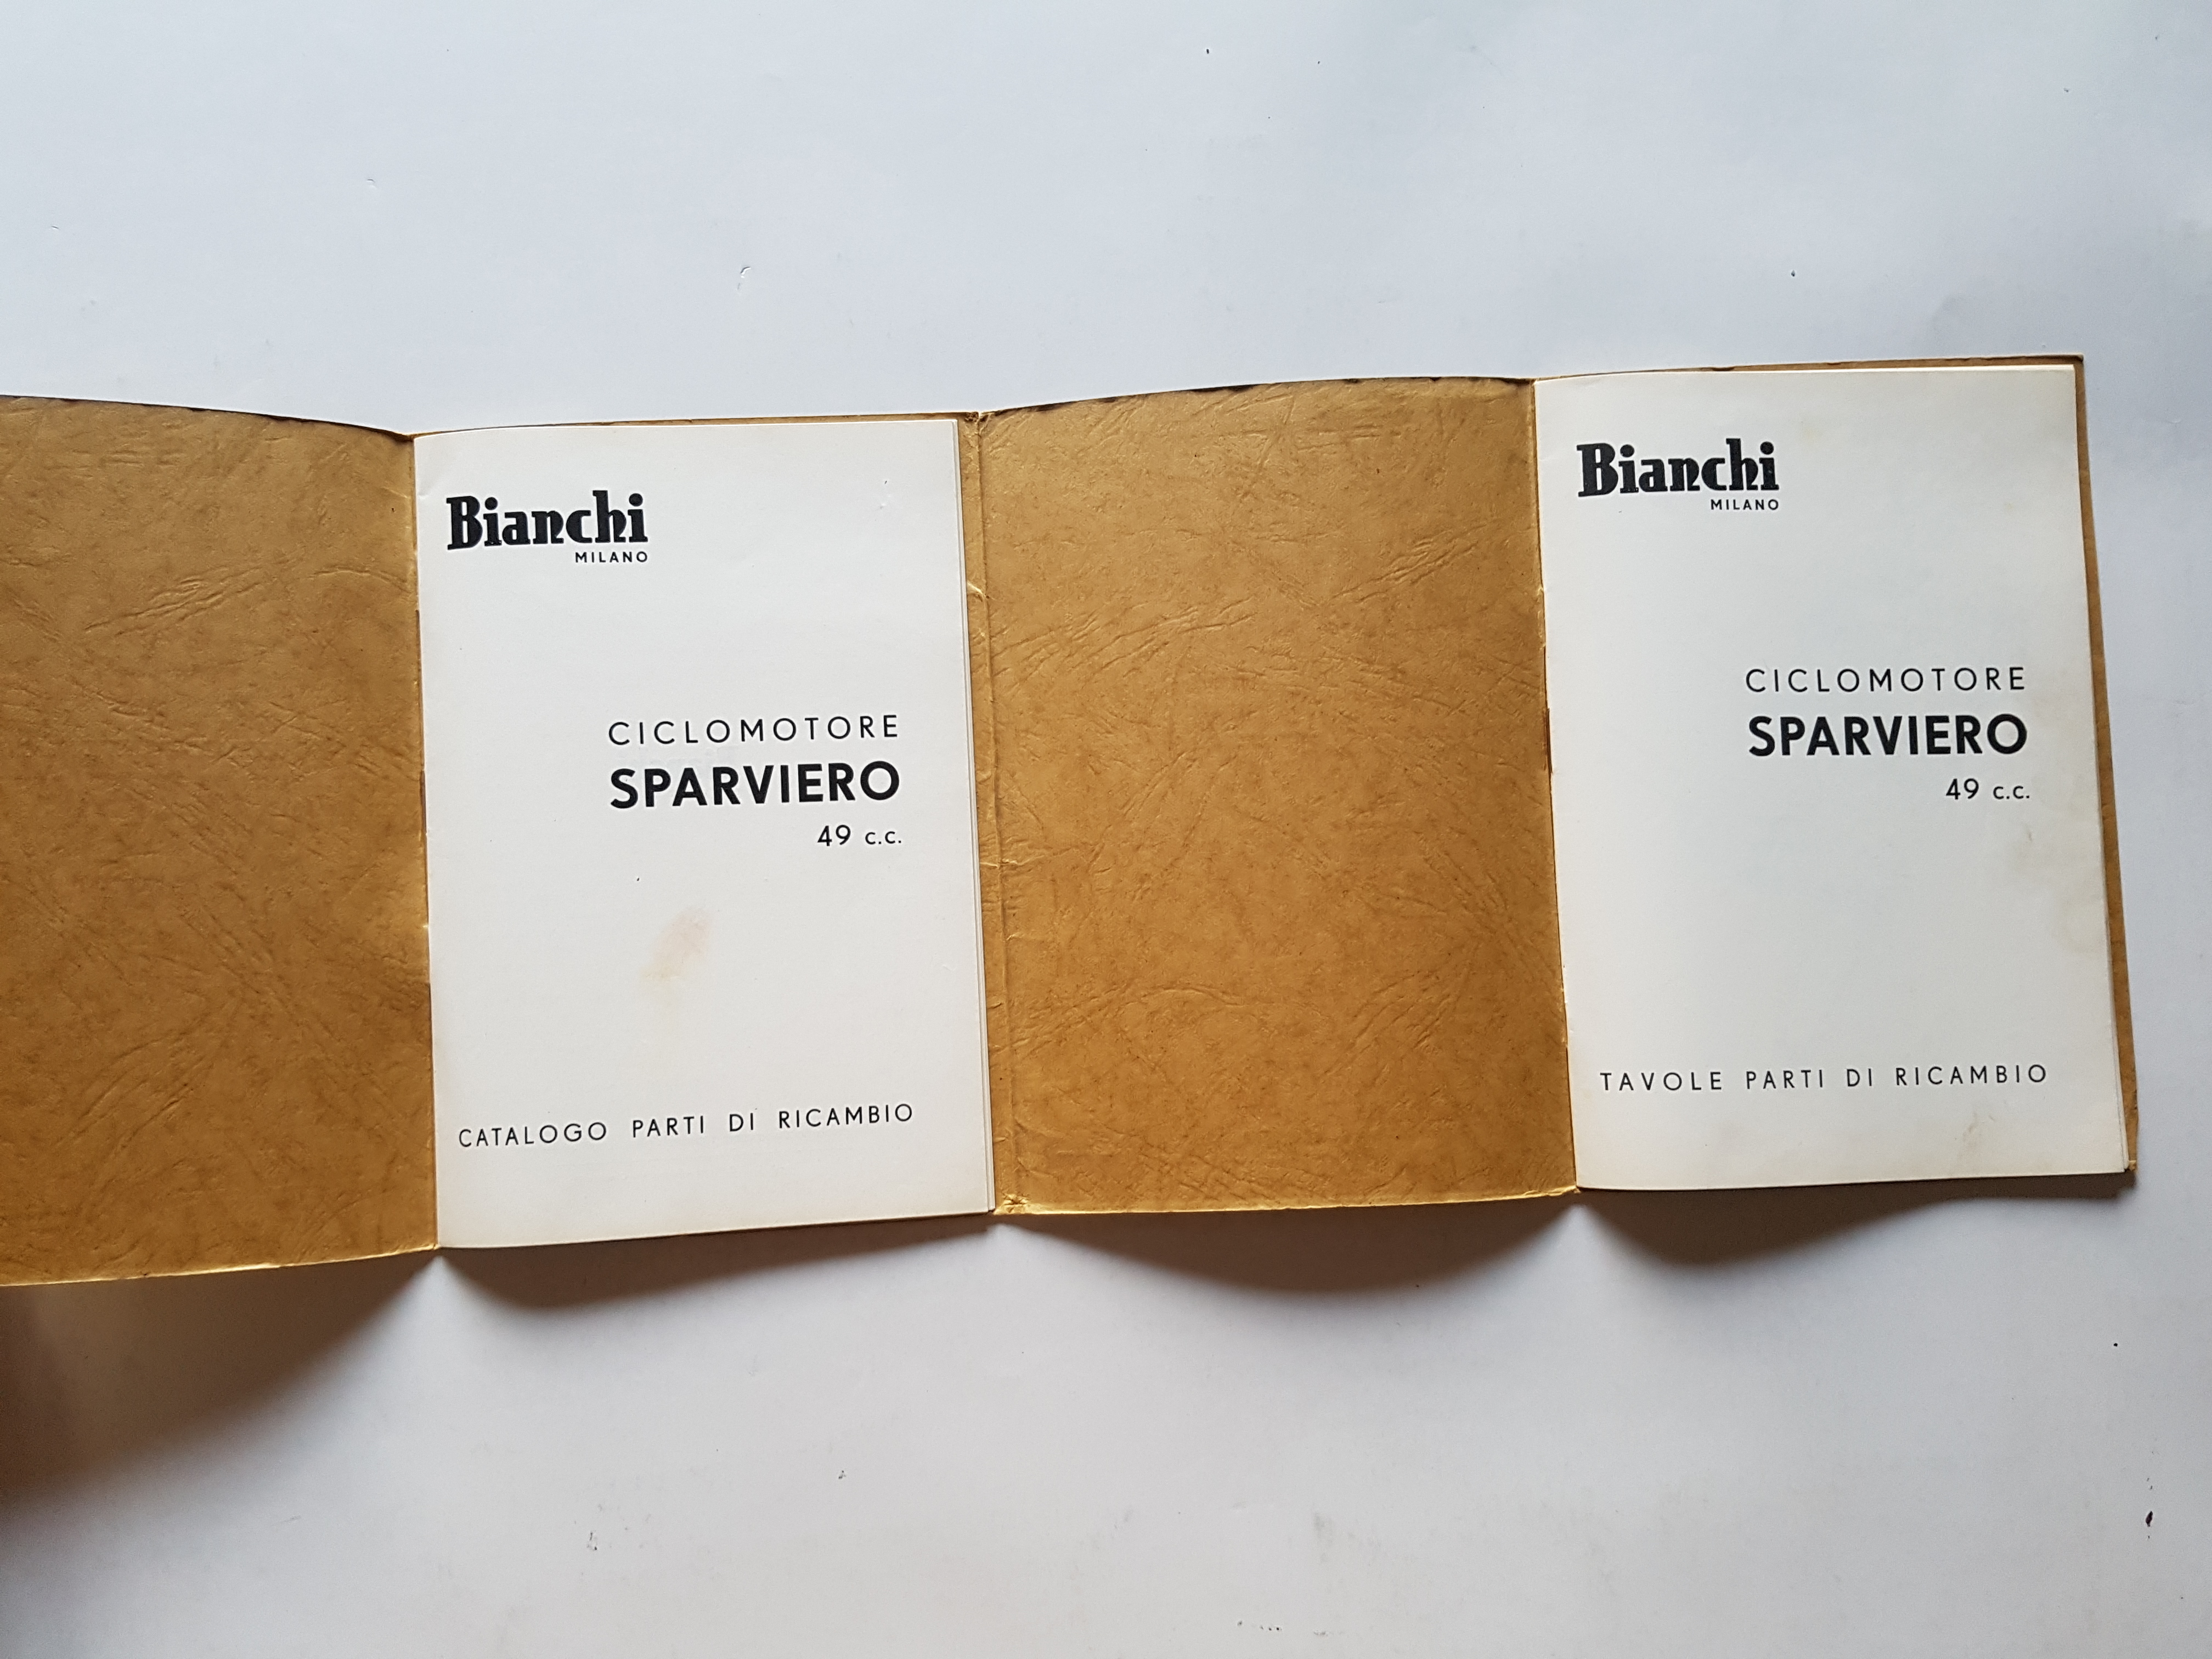 Bianchi
MILANO
CICLOMOTORE
SPARVIERO
49 c.c.
CATALOGO PARTI DI RICAMBIO
Bianchi
MILANO
CICLOMOTORE
SPARVIERO
49 c.c.
TAVOLE PARTI DI RICAMBIO